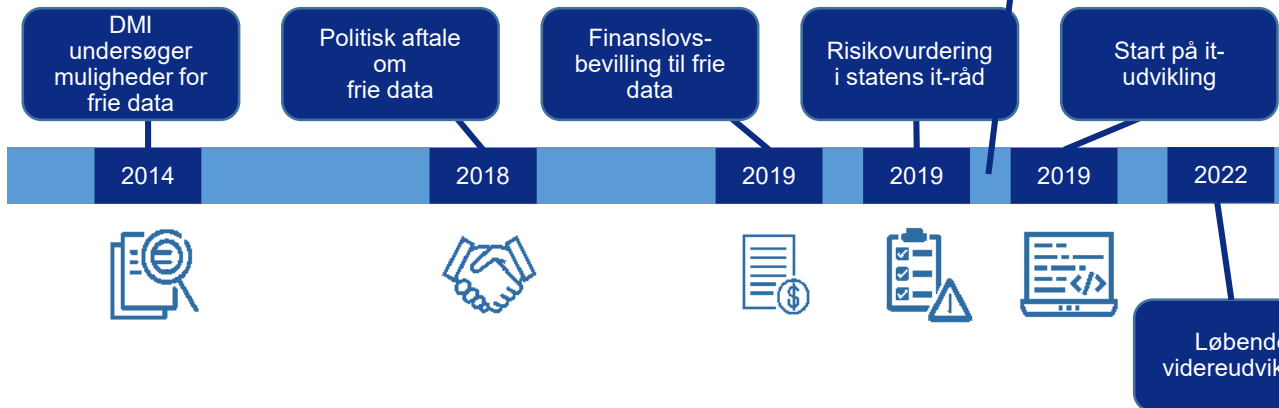 DMI
undersøger
muligheder for
frie data
Politisk aftale
om
frie data
Finanslovs-
bevilling til frie
data
Risikovurdering
i statens it-råd
Start på it-
udvikling
2014
2018
2019
2019
2019
2022
Løbende